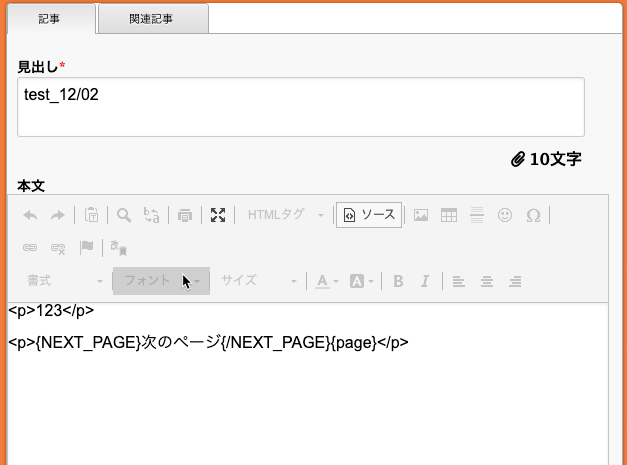 記事 関連記事
見出し*
test_12/02
10文字
本文
HTMLタグ ソース
書式 フォント サイズ A A B I
<p>123</p>
<p>{NEXT_PAGE}次のページ{/NEXT_PAGE}{page}</p>